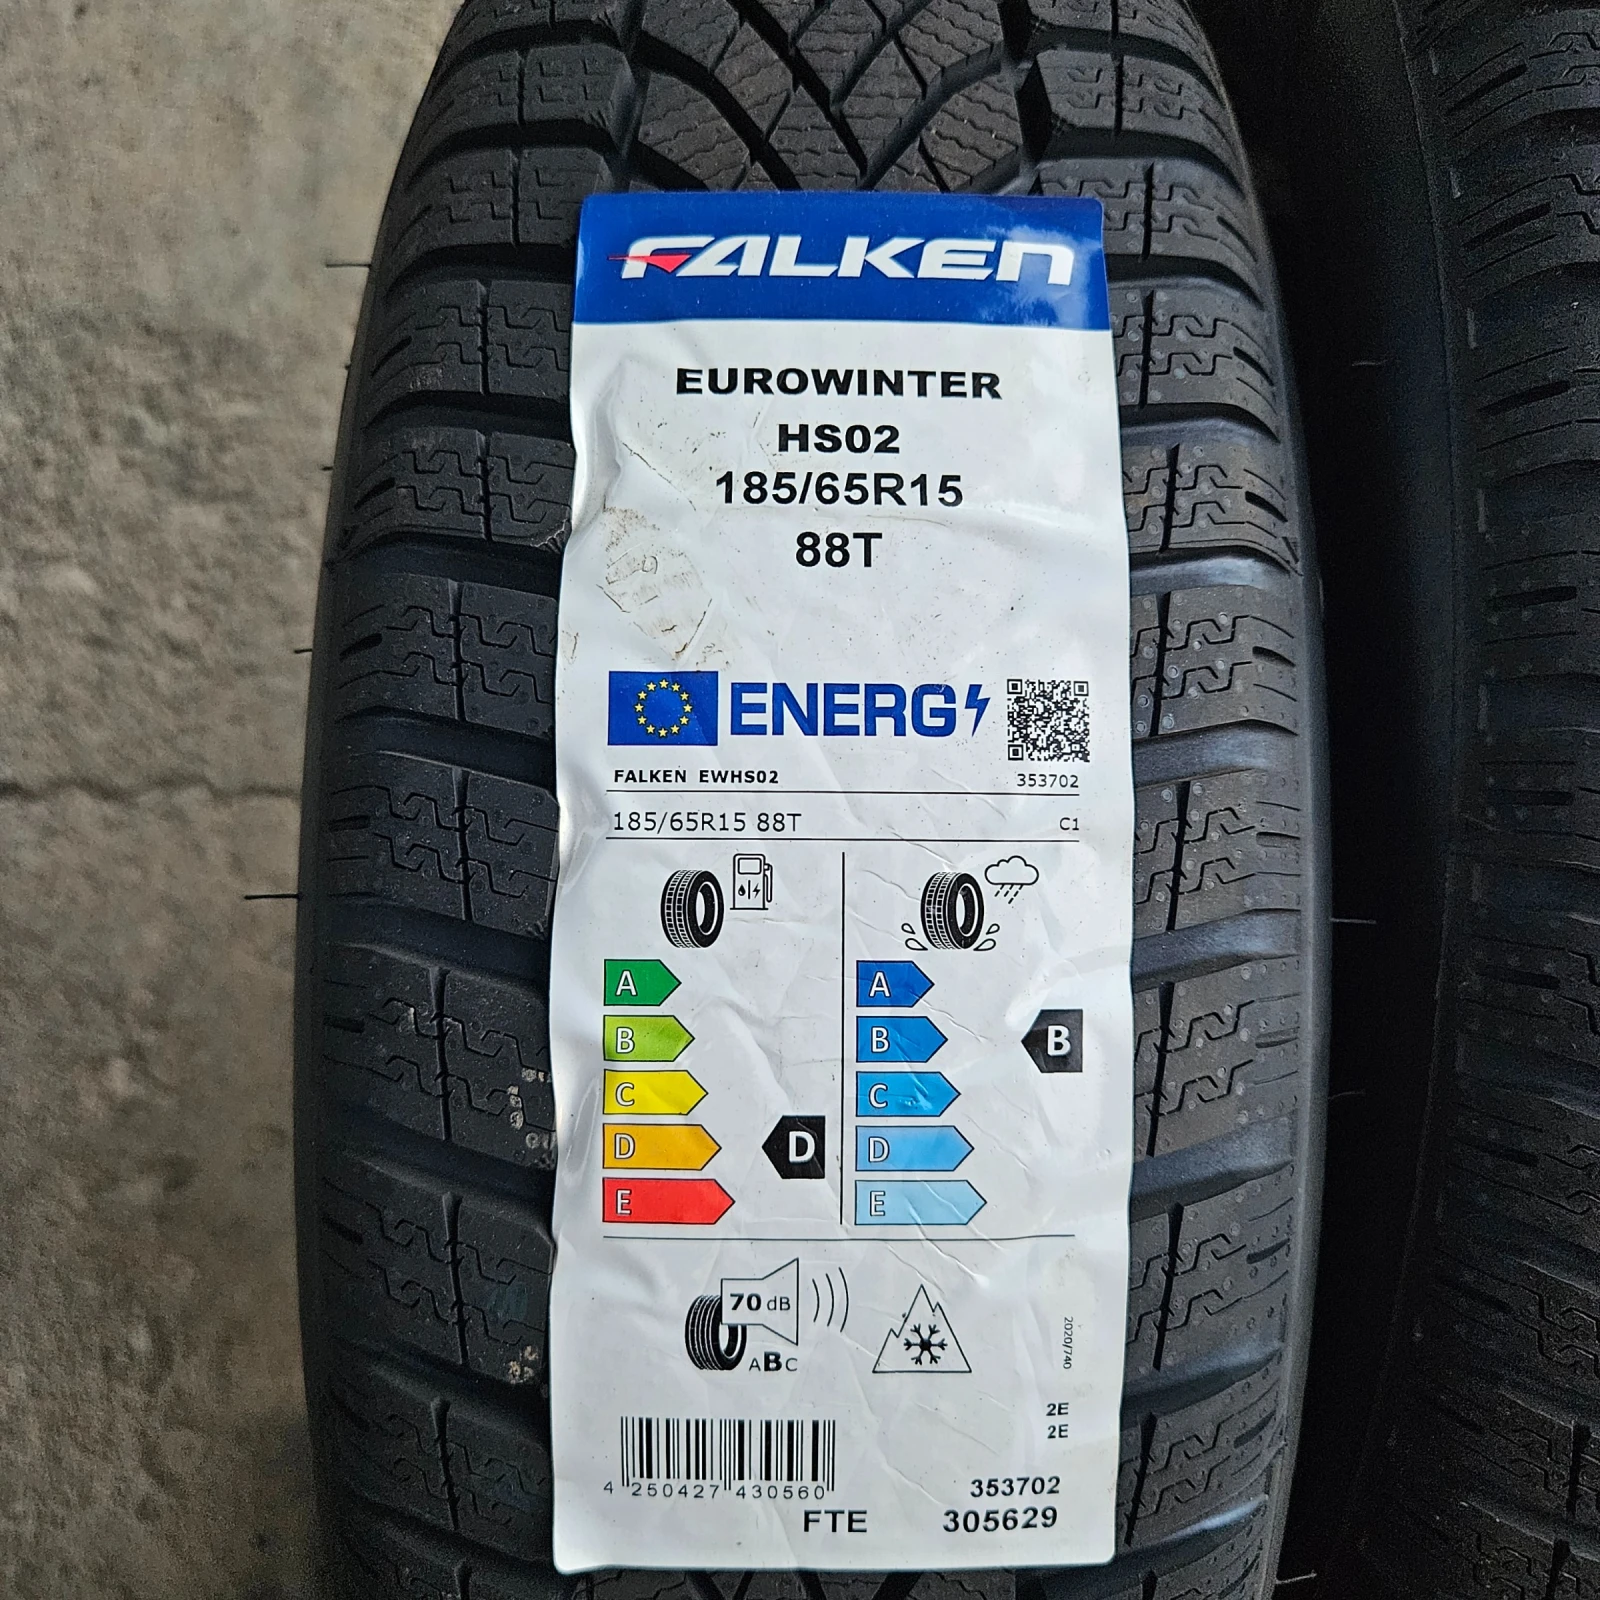 FALKEN
EUROWINTER
HS02
185/65R15
88T
ENERG
FALKEN EWHS02 353702
185/65R15 88T C1
A A
B B B
C C
D D D
E E
70 dB
ABC
2020/740
2E
2E
4 250427 430560
353702
FTE 305629